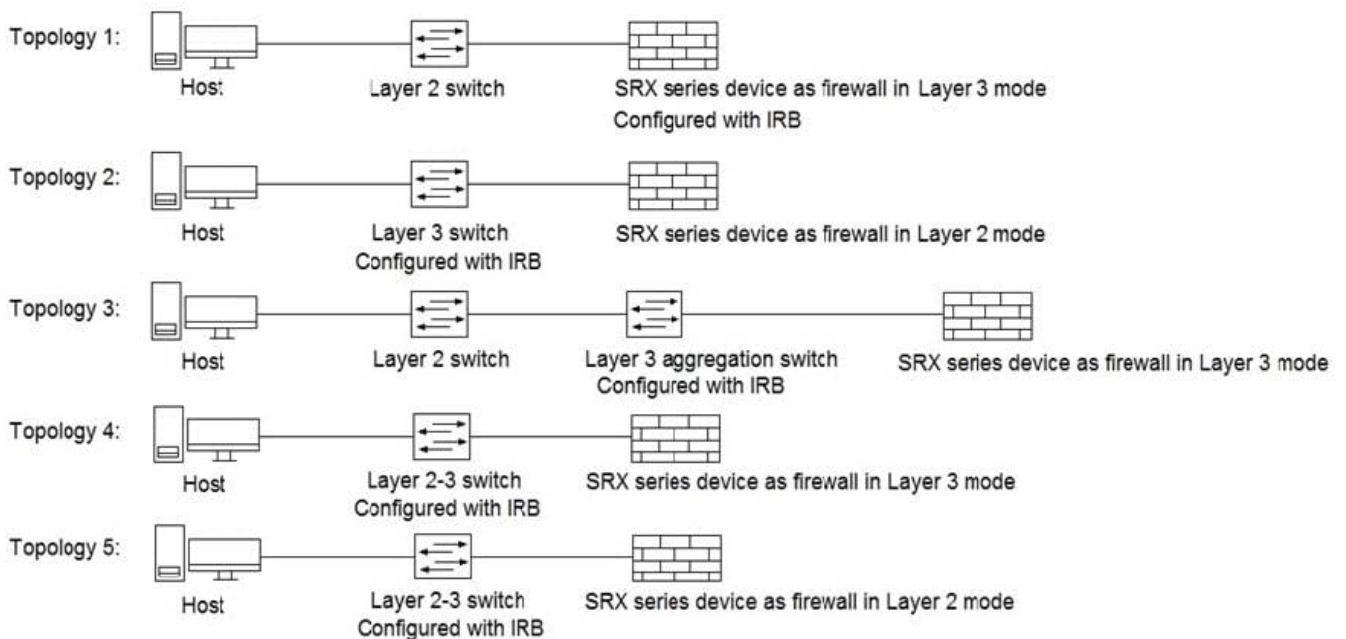 Topology 1:
Host
Layer 2 switch
SRX series device as firewall in Layer 3 mode
Configured with IRB
Topology 2:
Host
Layer 3 switch
Configured with IRB
SRX series device as firewall in Layer 2 mode
Topology 3:
Host
Layer 2 switch
Layer 3 aggregation switch
Configured with IRB
SRX series device as firewall in Layer 3 mode
Topology 4:
Host
Layer 2-3 switch
Configured with IRB
SRX series device as firewall in Layer 3 mode
Topology 5:
Host
Layer 2-3 switch
Configured with IRB
SRX series device as firewall in Layer 2 mode